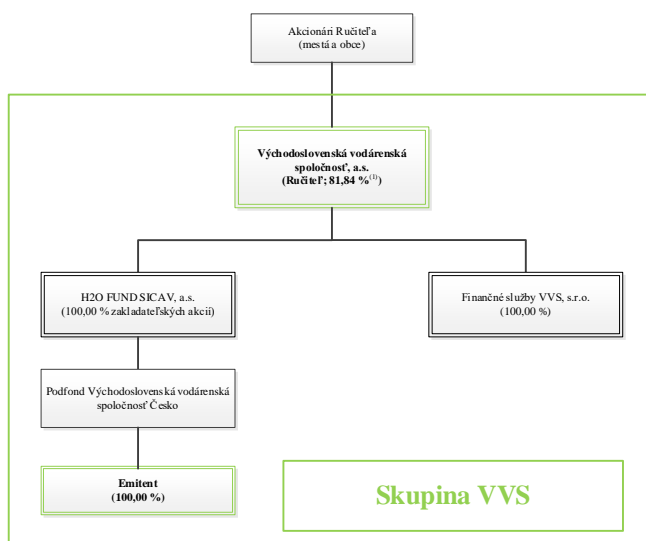 Akcionári Ručiteľa
(mestá a obce)
Východoslovenská vodárenská
spoločnosť, a.s.
(Ručiteľ; 81,84 %⁽¹⁾)
H2O FUND SICAV, a.s.
(100,00 % zakladateľských akcií)
Finančné služby VVS, s.r.o.
(100,00 %)
Podfond Východoslovenská vodárenská
spoločnosť Česko
Emitent
(100,00 %)
Skupina VVS